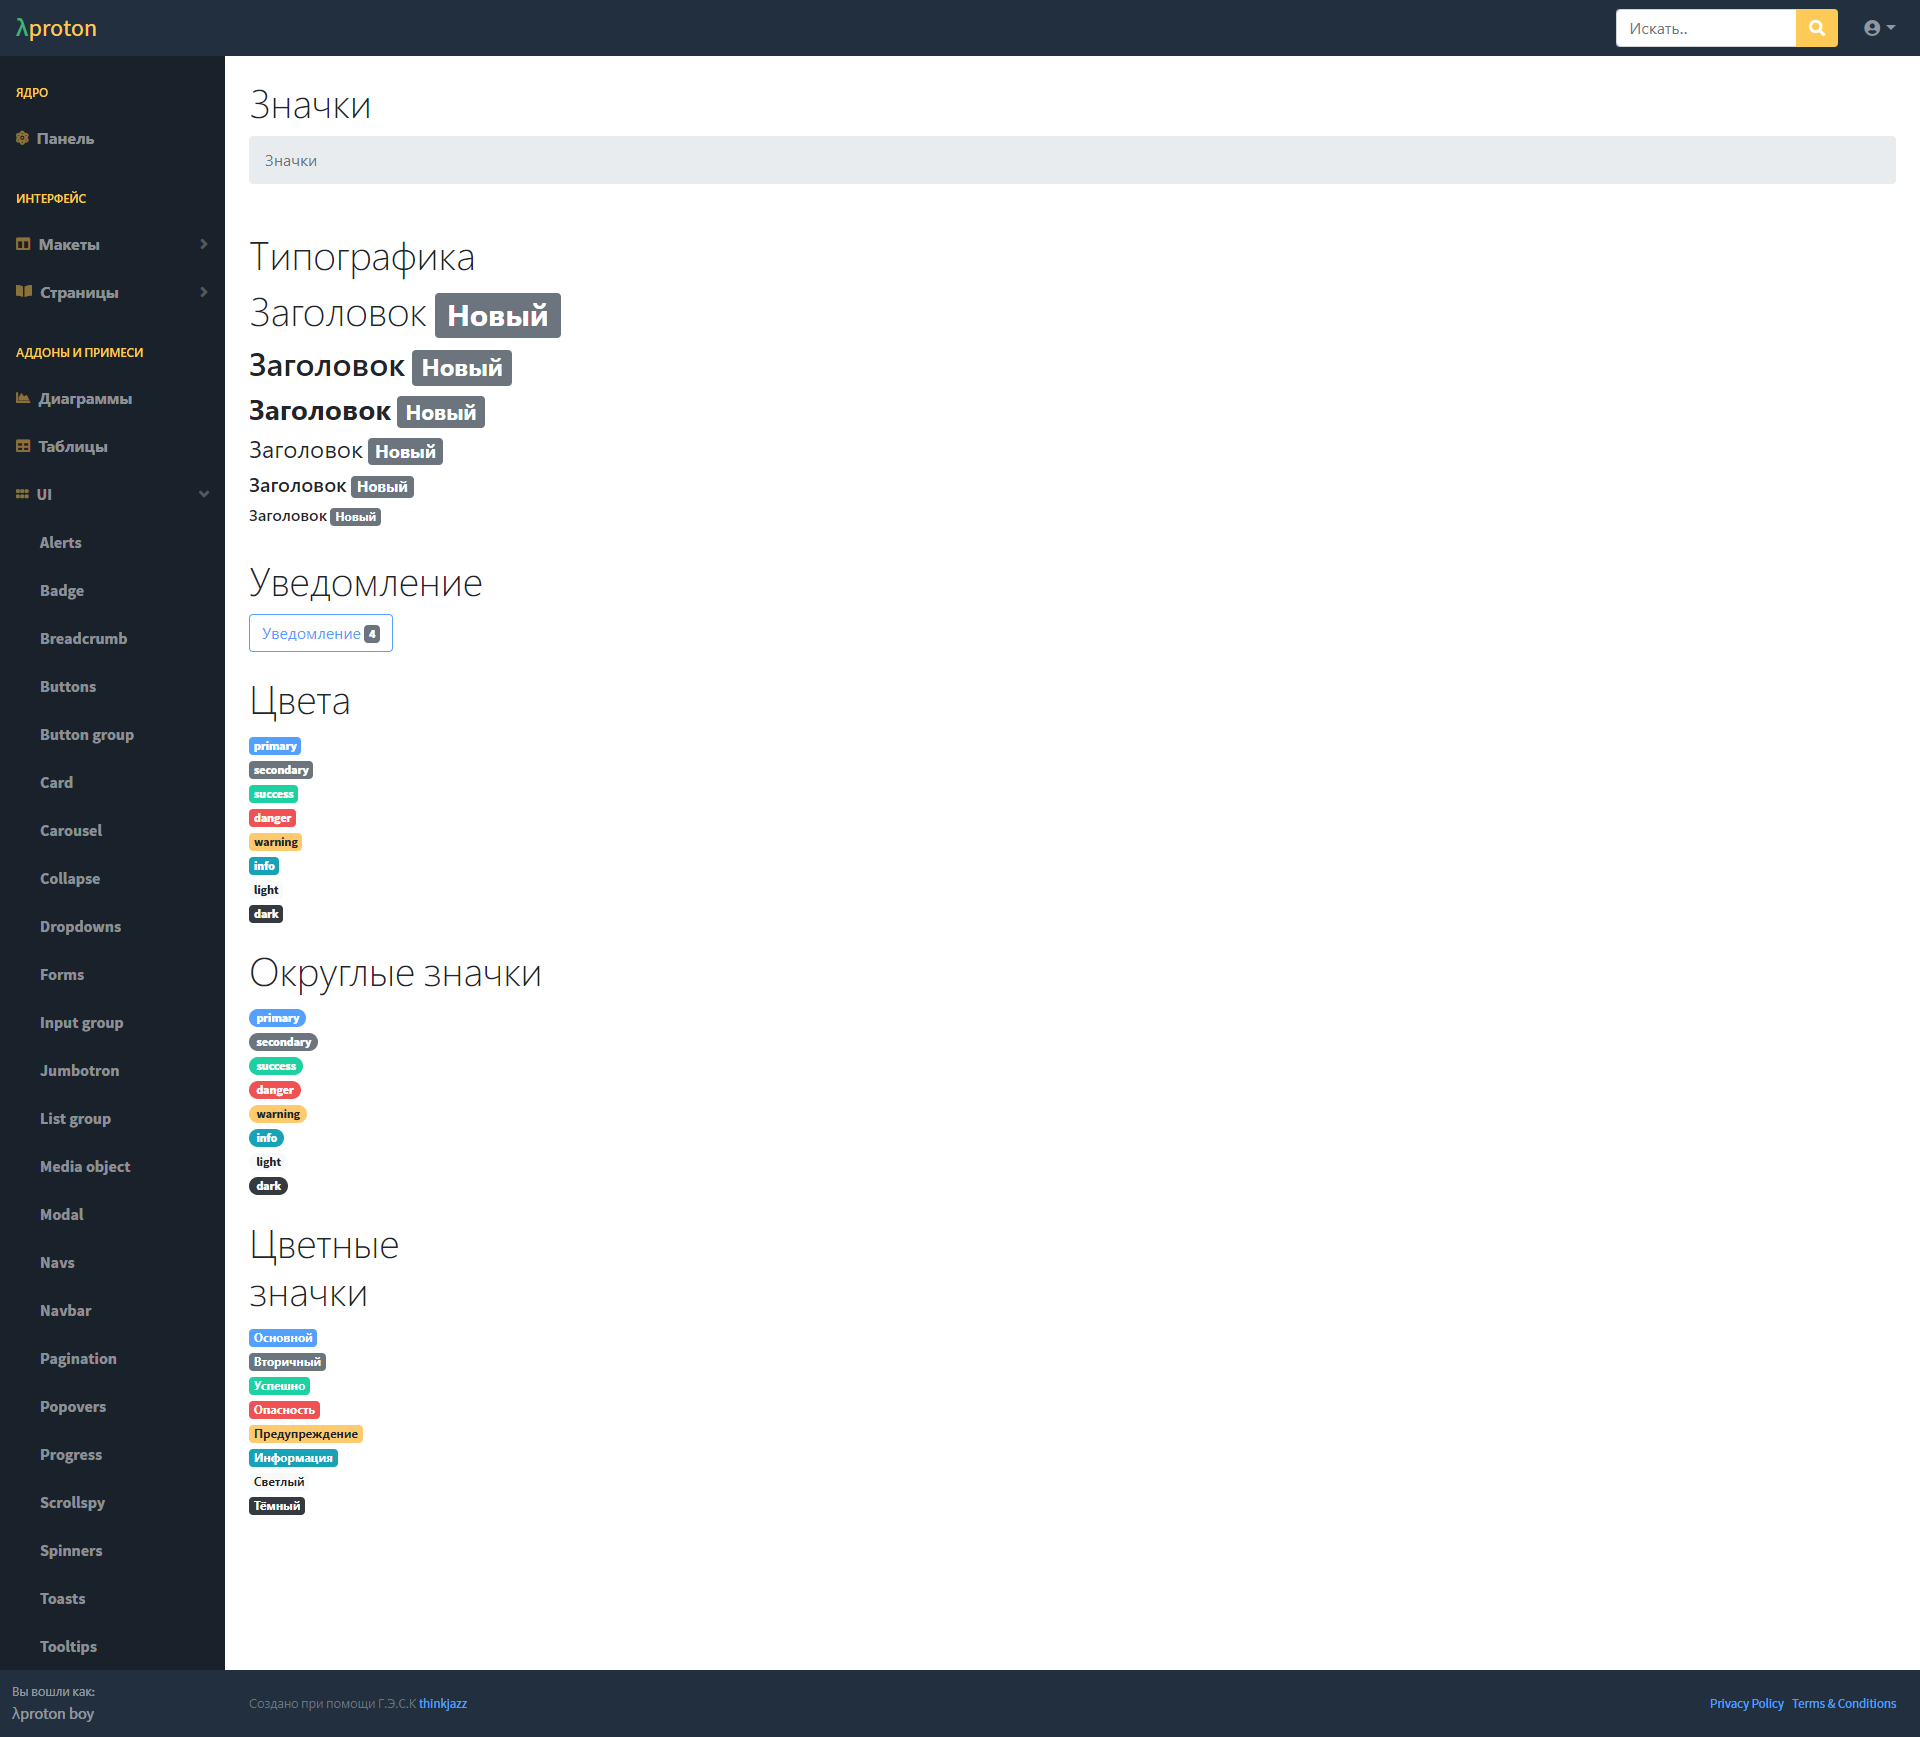 λproton
Искать..
ЯДРО
Панель
ИНТЕРФЕЙС
Макеты
Страницы
АДДОНЫ И ПРИМЕСИ
Диаграммы
Таблицы
UI
Alerts
Badge
Breadcrumb
Buttons
Button group
Card
Carousel
Collapse
Dropdowns
Forms
Input group
Jumbotron
List group
Media object
Modal
Navs
Navbar
Pagination
Popovers
Progress
Scrollspy
Spinners
Toasts
Tooltips
Вы вошли как:
λproton boy
Значки
Значки
Типографика
Заголовок Новый
Заголовок Новый
Заголовок Новый
Заголовок Новый
Заголовок Новый
Заголовок Новый
Уведомление
Уведомление 4
Цвета
primary
secondary
success
danger
warning
info
light
dark
Округлые значки
primary
secondary
success
danger
warning
info
light
dark
Цветные
значки
Основной
Вторичный
Успешно
Опасность
Предупреждение
Информация
Светлый
Тёмный
Создано при помощи Г.Э.С.К thinkjazz
Privacy Policy Terms & Conditions